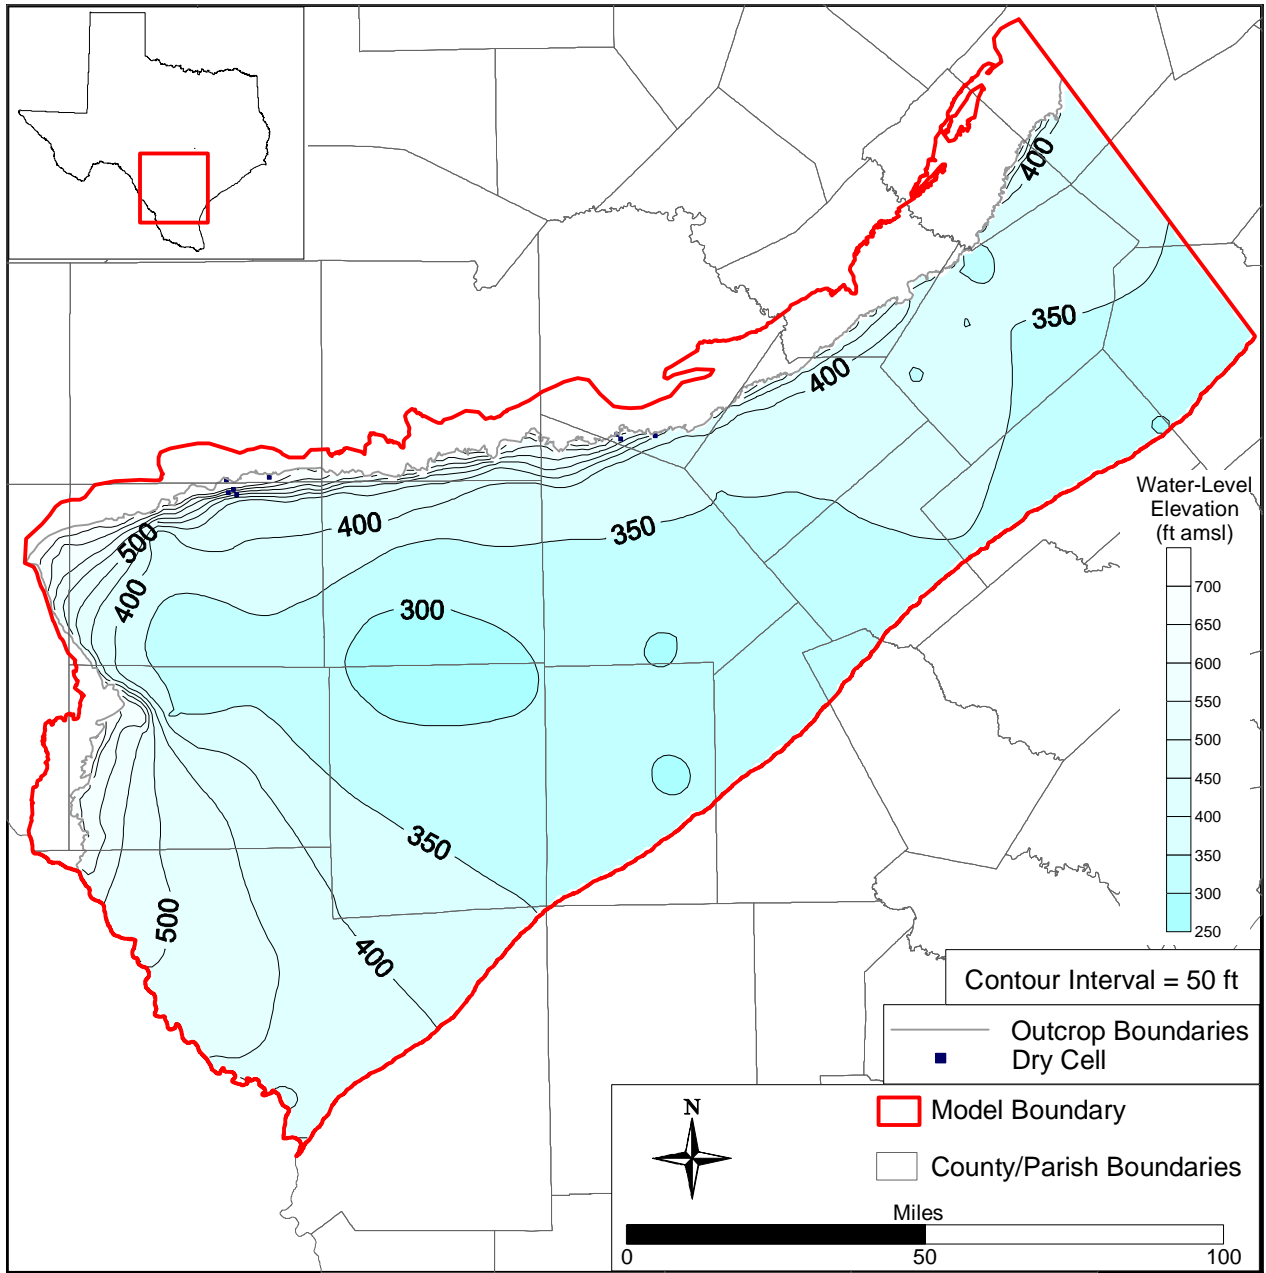 400
350
400
400
350
500
400
300
350
500
400
Water-Level
Elevation
(ft amsl)
700
650
600
550
500
450
400
350
300
250
Contour Interval = 50 ft
Outcrop Boundaries
Dry Cell
N
Model Boundary
County/Parish Boundaries
Miles
0 50 100